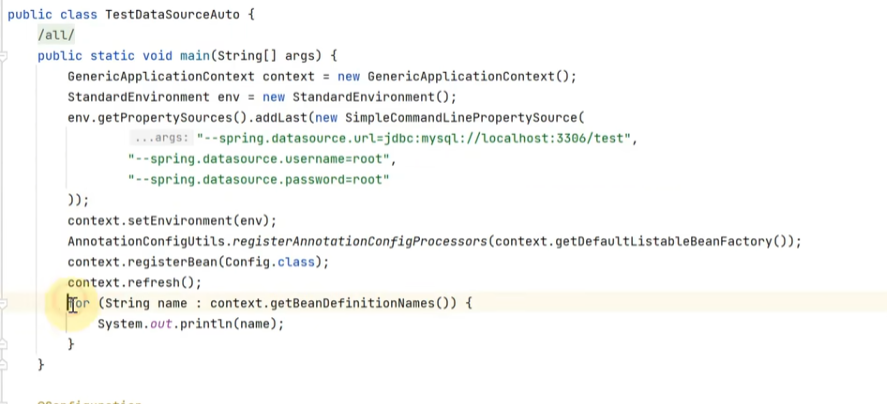 public class TestDataSourceAuto {
/all/
public static void main(String[] args) {
GenericApplicationContext context = new GenericApplicationContext();
StandardEnvironment env = new StandardEnvironment();
env.getPropertySources().addLast(new SimpleCommandLinePropertySource(
...args: "--spring.datasource.url=jdbc:mysql://localhost:3306/test",
"--spring.datasource.username=root",
"--spring.datasource.password=root"
));
context.setEnvironment(env);
AnnotationConfigUtils.registerAnnotationConfigProcessors(context.getDefaultListableBeanFactory());
context.registerBean(Config.class);
context.refresh();
for (String name : context.getBeanDefinitionNames()) {
System.out.println(name);
}
}